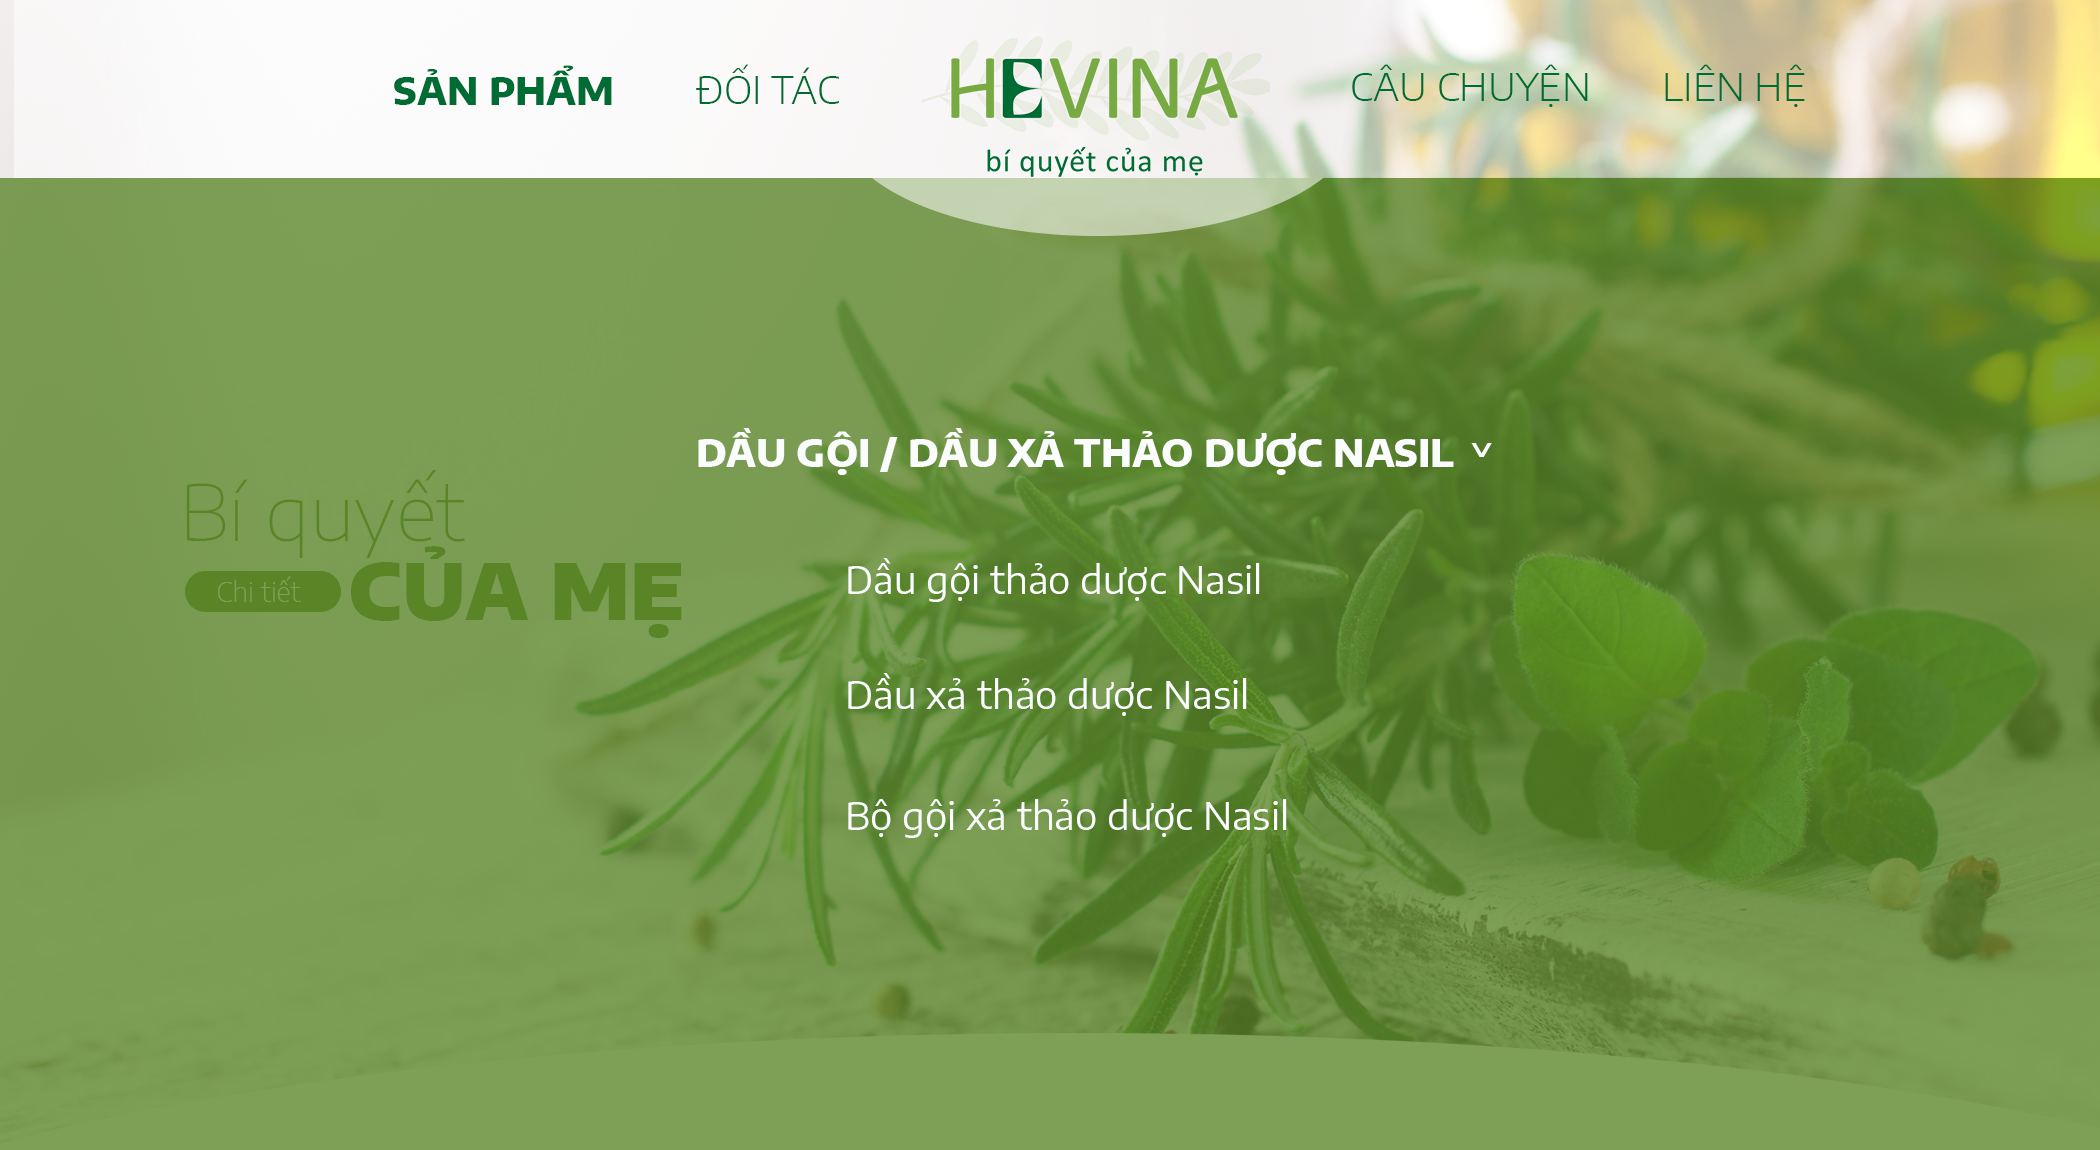 SẢN PHẨM
ĐỐI TÁC
HEVINA
bí quyết của mẹ
CÂU CHUYỆN
LIÊN HỆ
DẦU GỘI / DẦU XẢ THẢO DƯỢC NASIL
Bí quyết
CỦA MẸ
Chi tiết
Dầu gội thảo dược Nasil
Dầu xả thảo dược Nasil
Bộ gội xả thảo dược Nasil